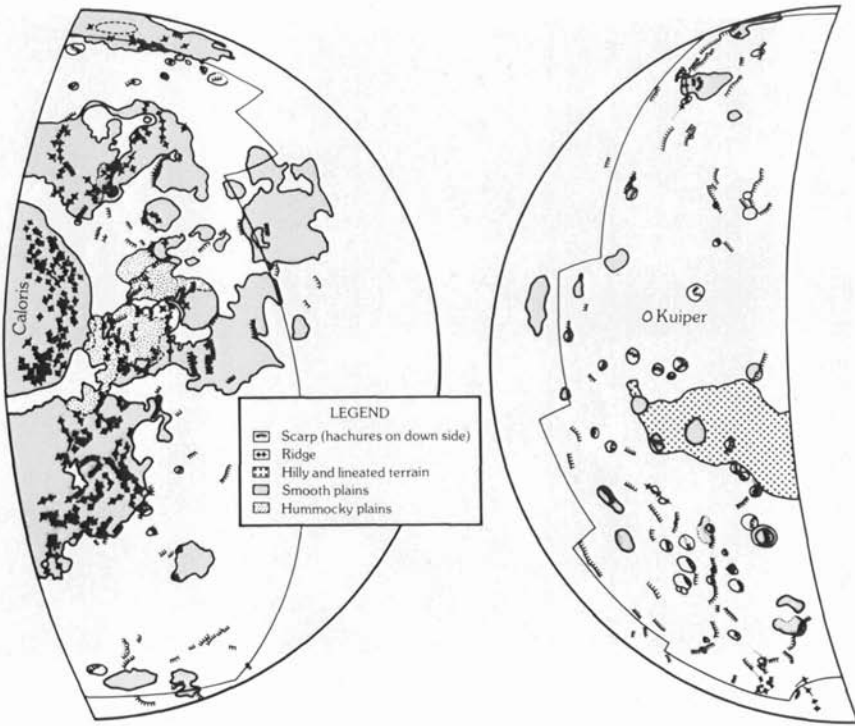 Caloris
Kuiper
LEGEND
Scarp (hachures on down side)
Ridge
Hilly and lineated terrain
Smooth plains
Hummocky plains